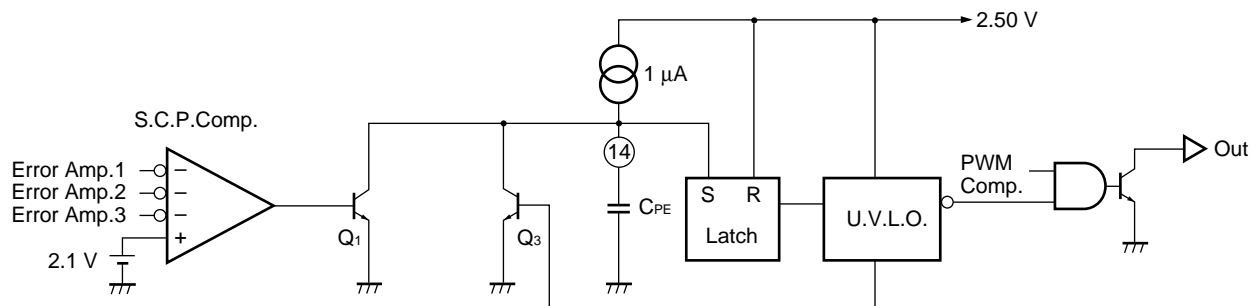 2.50 V
1 μA
S.C.P.Comp.
14
Error Amp.1
Error Amp.2
Error Amp.3
−
−
−
+
2.1 V
Q1
Q3
CPE
S R
Latch
U.V.L.O.
PWM
Comp.
Out